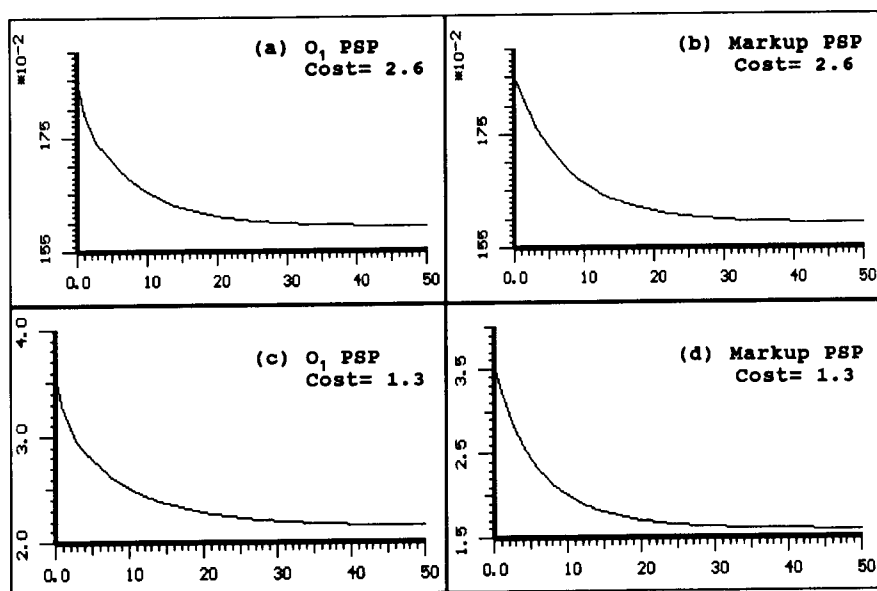 (a) O₁ PSP
Cost= 2.6
*10-2
175
155
0.0 10 20 30 40 50
(b) Markup PSP
Cost= 2.6
*10-2
175
155
0.0 10 20 30 40 50
(c) O₁ PSP
Cost= 1.3
4.0
3.0
2.0
0.0 10 20 30 40 50
(d) Markup PSP
Cost= 1.3
3.5
2.5
1.5
0.0 10 20 30 40 50